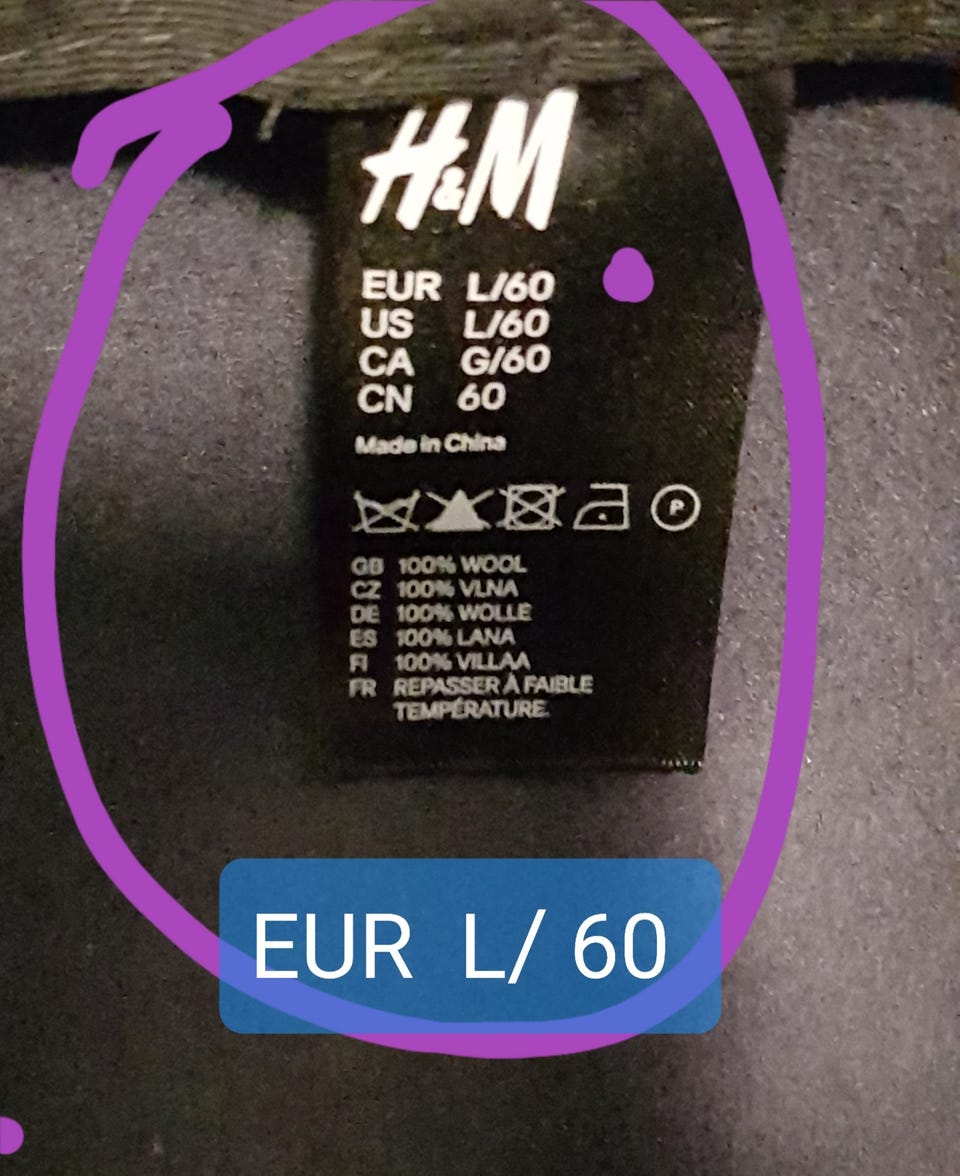 H&M
EUR L/60
US L/60
CA G/60
CN 60
Made in China
P
GB 100% WOOL
CZ 100% VLNA
DE 100% WOLLE
ES 100% LANA
FI 100% VILLAA
FR REPASSER À FAIBLE
TEMPÉRATURE.
EUR L/ 60